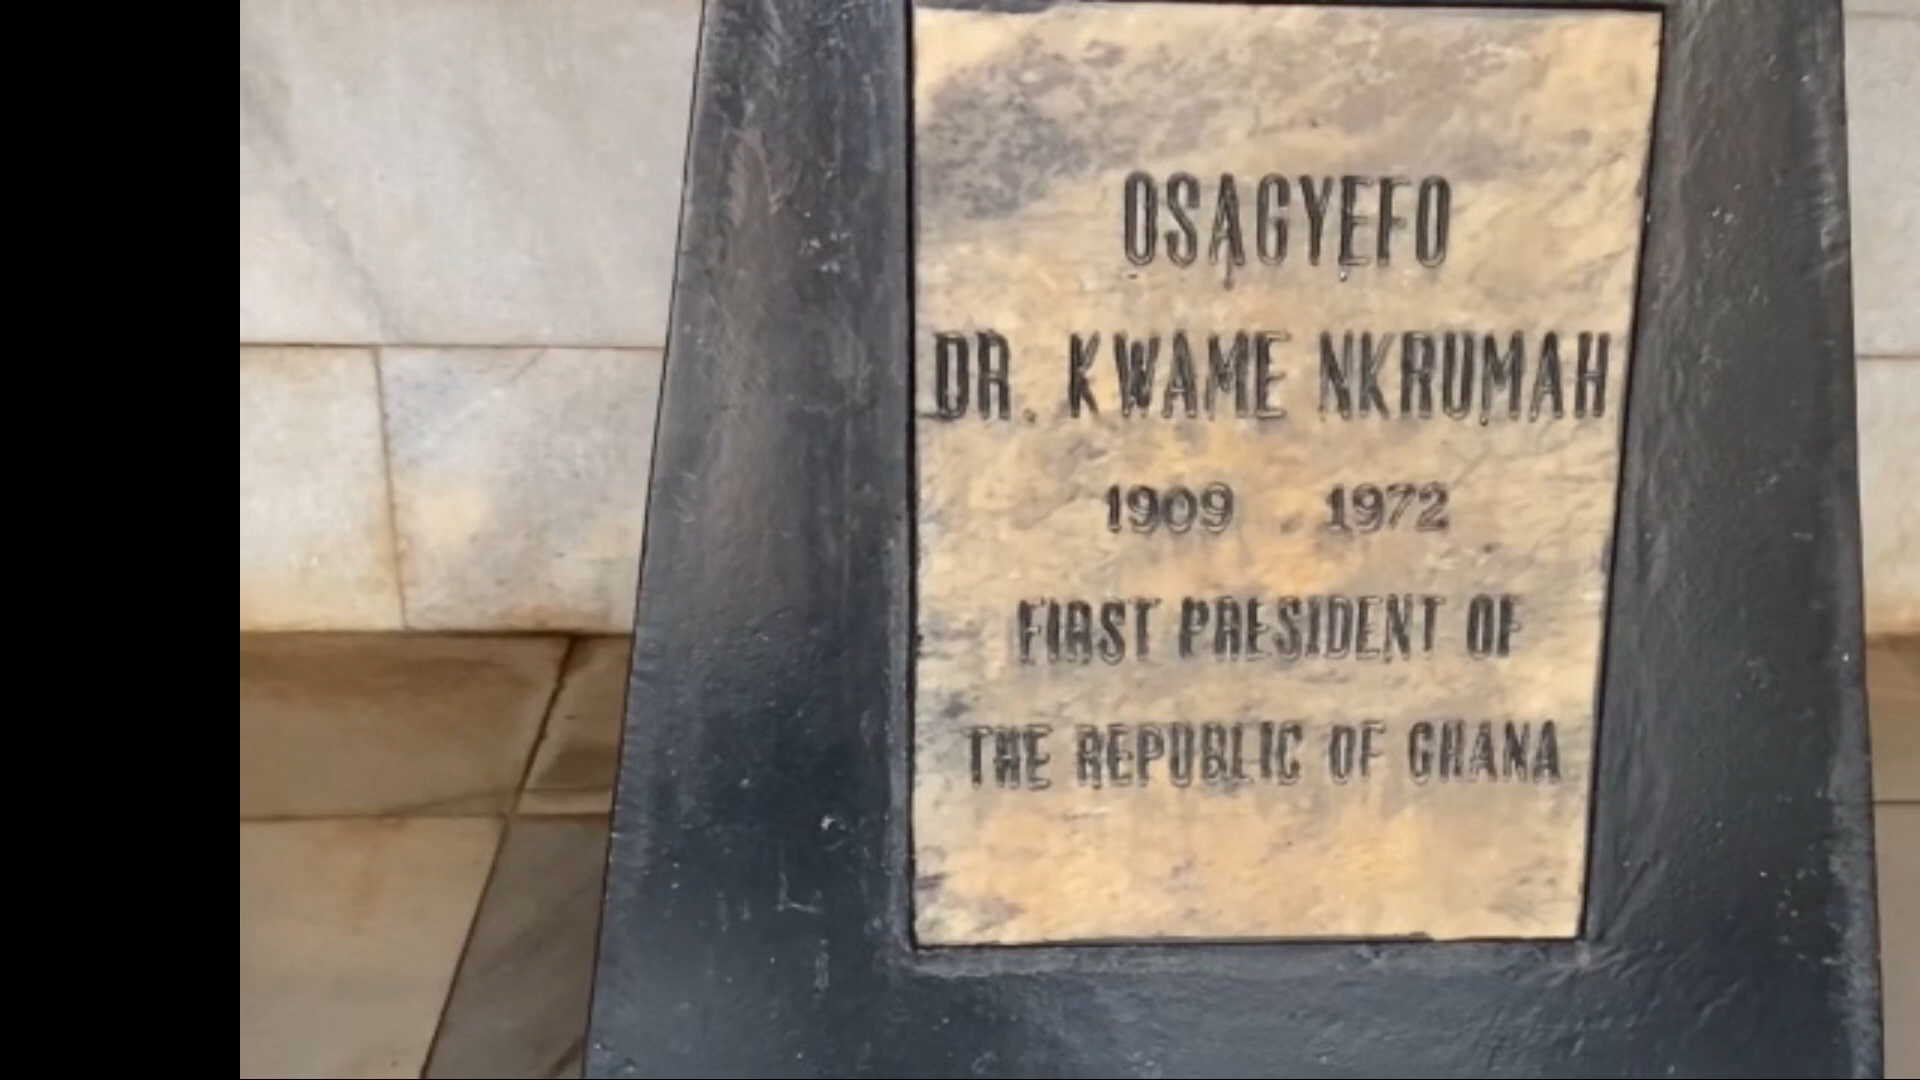 OSAGYEFO
DR. KWAME NKRUMAH
1909 1972
FIRST PRESIDENT OF
THE REPUBLIC OF GHANA